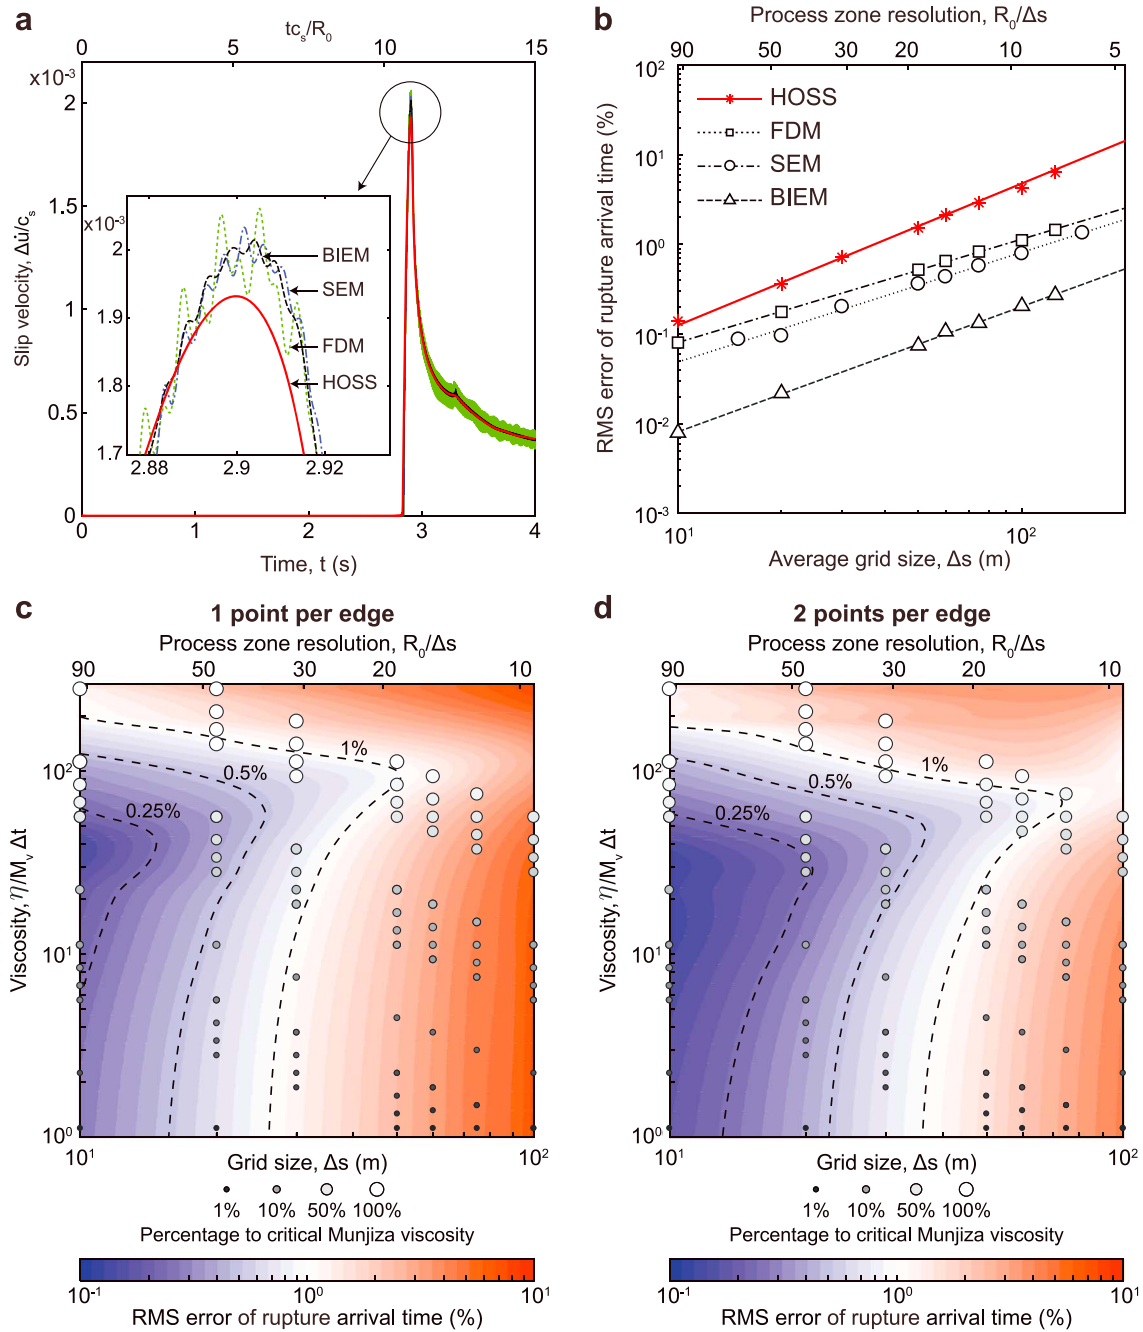 a
tc_s/R_0
0 5 10 15
x10^-3
2
1.5
1
0.5
0
Slip velocity, Δu̇/c_s
x10^-3
2
1.9
1.8
1.7
2.88 2.9 2.92
BIEM
SEM
FDM
HOSS
0 1 2 3 4
Time, t (s)
b
Process zone resolution, R_0/Δs
90 50 30 20 10 5
10^2
10^1
10^0
10^-1
10^-2
10^-3
RMS error of rupture arrival time (%)
HOSS
FDM
SEM
BIEM
10^1 10^2
Average grid size, Δs (m)
c
1 point per edge
Process zone resolution, R_0/Δs
90 50 30 20 10
10^2
10^1
10^0
Viscosity, η/M_v Δt
1%
0.5%
0.25%
10^1 10^2
Grid size, Δs (m)
1% 10% 50% 100%
Percentage to critical Munjiza viscosity
10^-1 10^0 10^1
RMS error of rupture arrival time (%)
d
2 points per edge
Process zone resolution, R_0/Δs
90 50 30 20 10
10^2
10^1
10^0
Viscosity, η/M_v Δt
1%
0.5%
0.25%
10^1 10^2
Grid size, Δs (m)
1% 10% 50% 100%
Percentage to critical Munjiza viscosity
10^-1 10^0 10^1
RMS error of rupture arrival time (%)